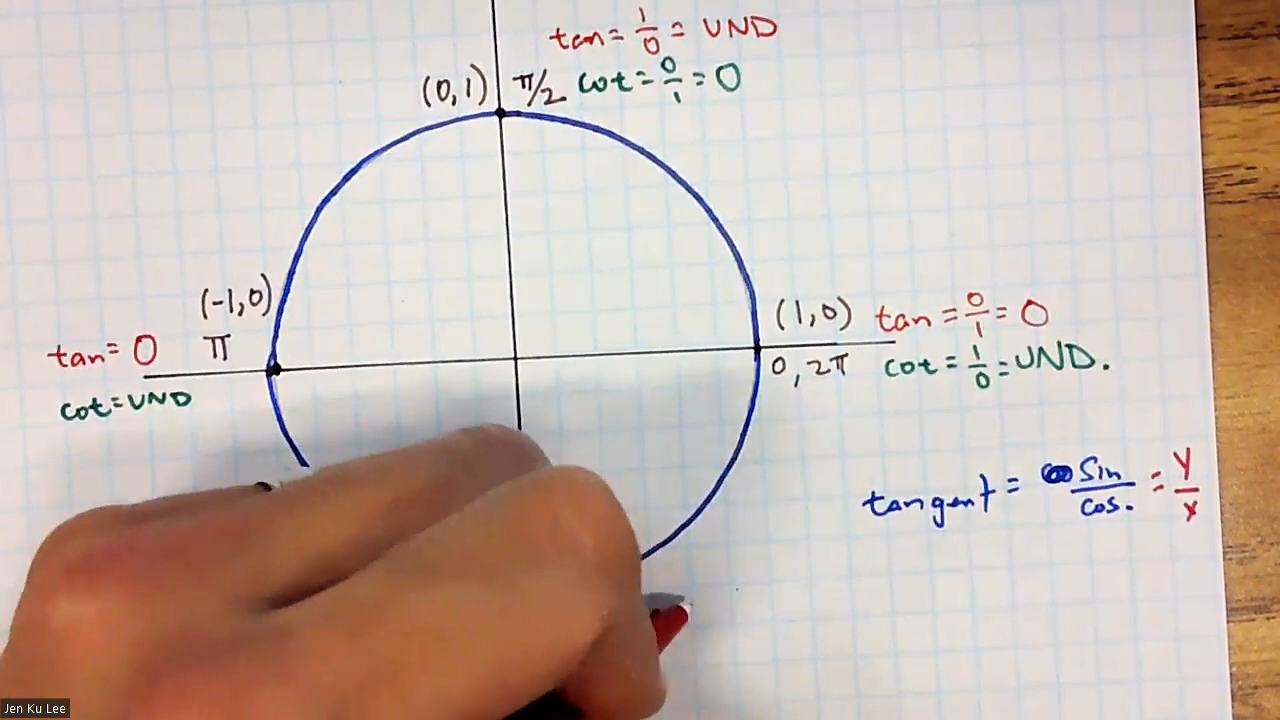 tan = 1/0 = UND
(0,1) π/2 cot = 0/1 = 0
(-1,0)
tan = 0 π
cot = UND
(1,0) tan = 0/1 = 0
0, 2π cot = 1/0 = UND.
tangent = sin/cos. = y/x
Jen Ku Lee